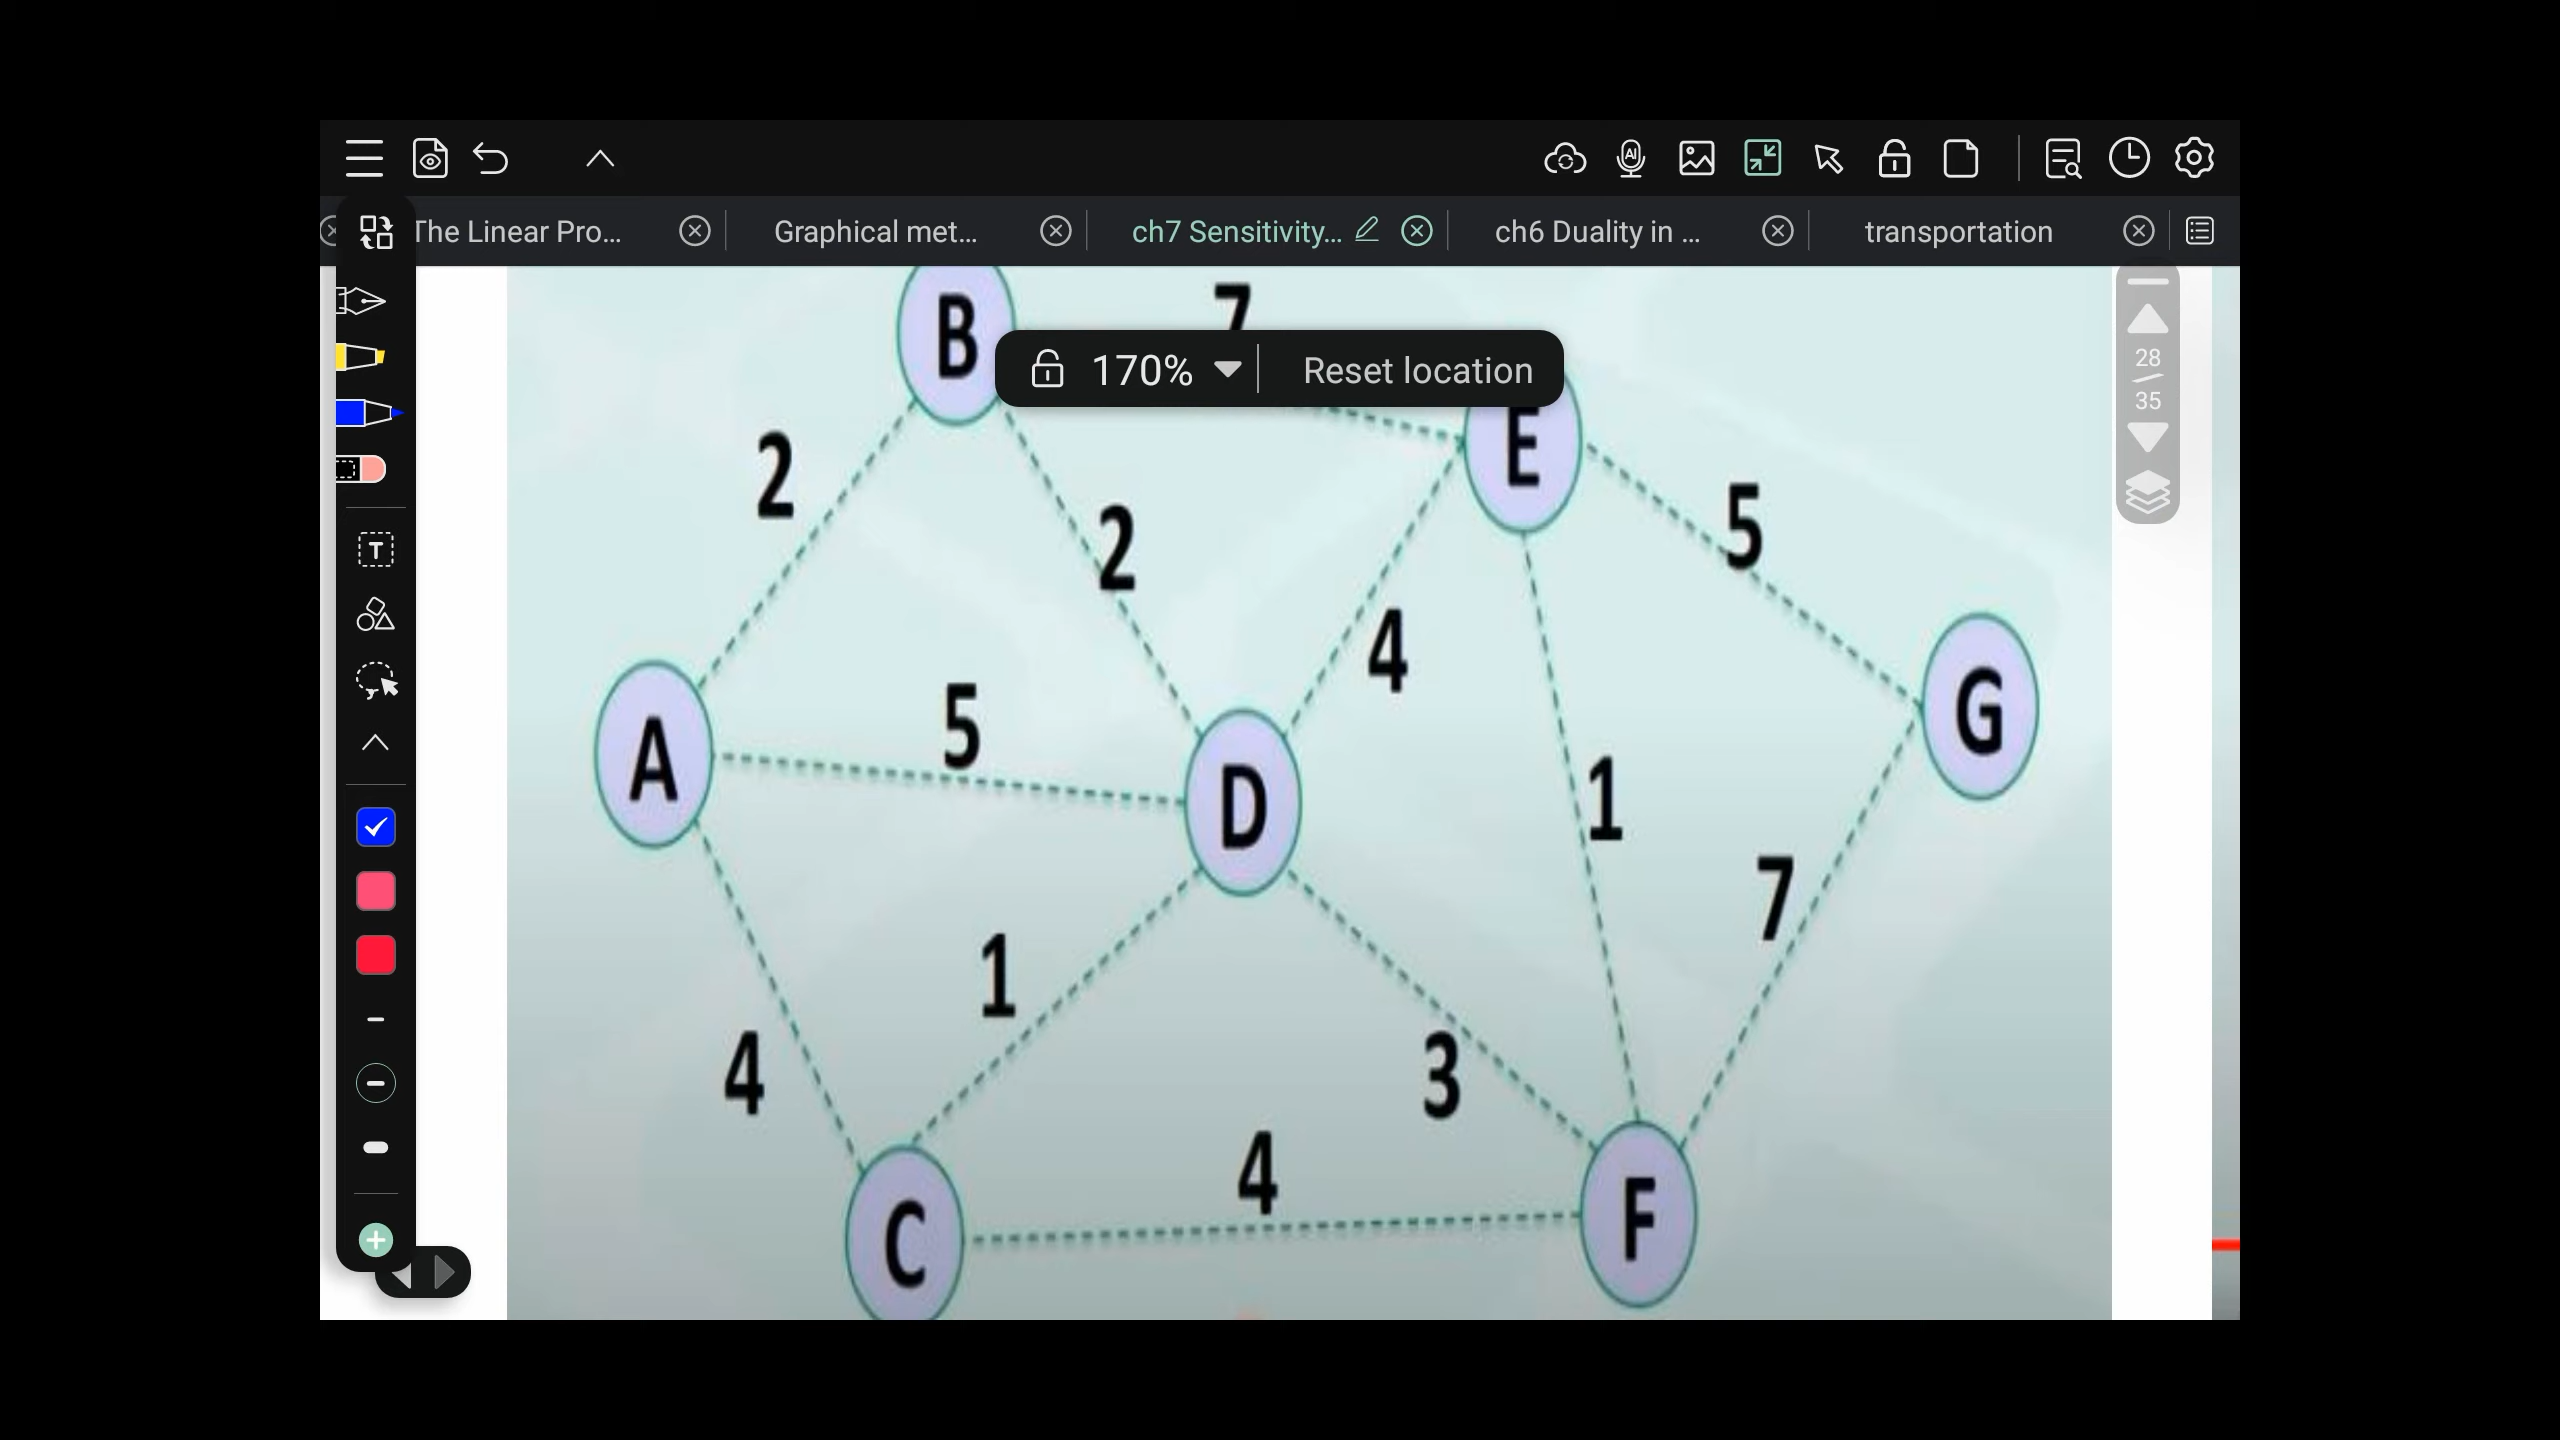 The Linear Pro...
Graphical met...
ch7 Sensitivity...
ch6 Duality in ...
transportation
B
7
170%
Reset location
28
35
E
2
2
5
4
G
5
A
D
1
7
1
4
3
4
C
F
T
AI